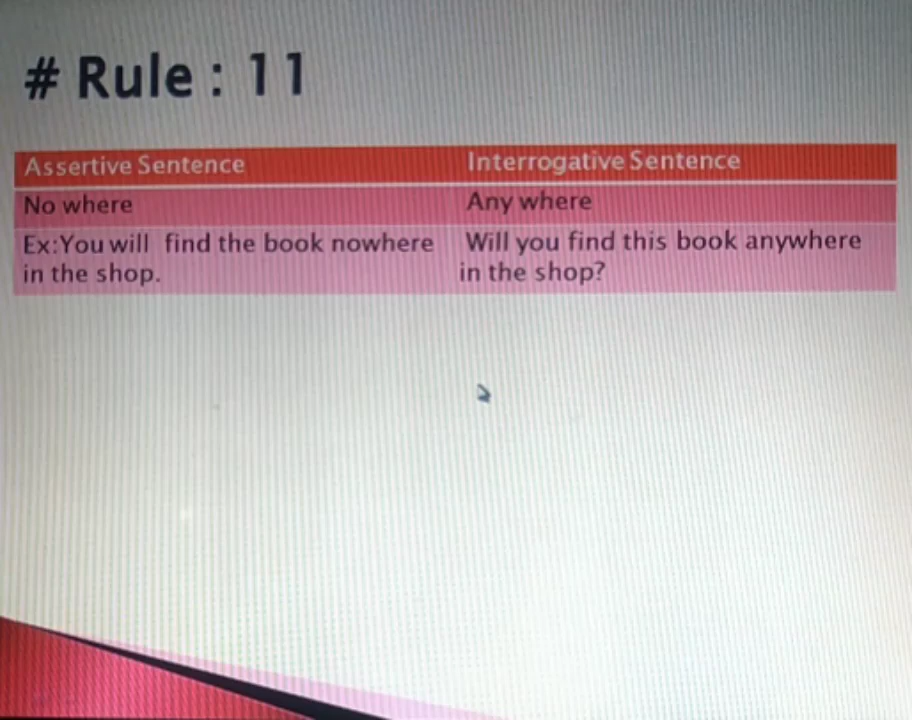 # Rule : 11
Assertive Sentence
Interrogative Sentence
No where
Any where
Ex:You will find the book nowhere
in the shop.
Will you find this book anywhere
in the shop?